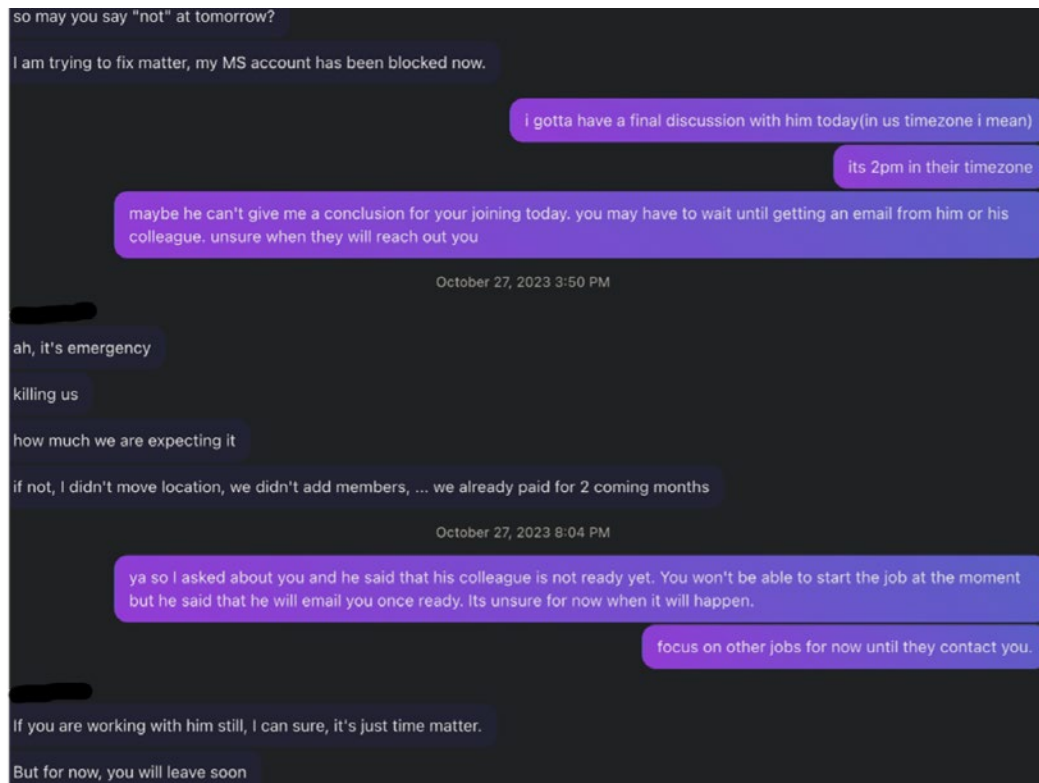 so may you say "not" at tomorrow?
I am trying to fix matter, my MS account has been blocked now.
i gotta have a final discussion with him today(in us timezone i mean)
its 2pm in their timezone
maybe he can't give me a conclusion for your joining today. you may have to wait until getting an email from him or his
colleague. unsure when they will reach out you
October 27, 2023 3:50 PM
ah, it's emergency
killing us
how much we are expecting it
if not, I didn't move location, we didn't add members, ... we already paid for 2 coming months
October 27, 2023 8:04 PM
ya so I asked about you and he said that his colleague is not ready yet. You won't be able to start the job at the moment
but he said that he will email you once ready. Its unsure for now when it will happen.
focus on other jobs for now until they contact you.
If you are working with him still, I can sure, it's just time matter.
But for now, you will leave soon